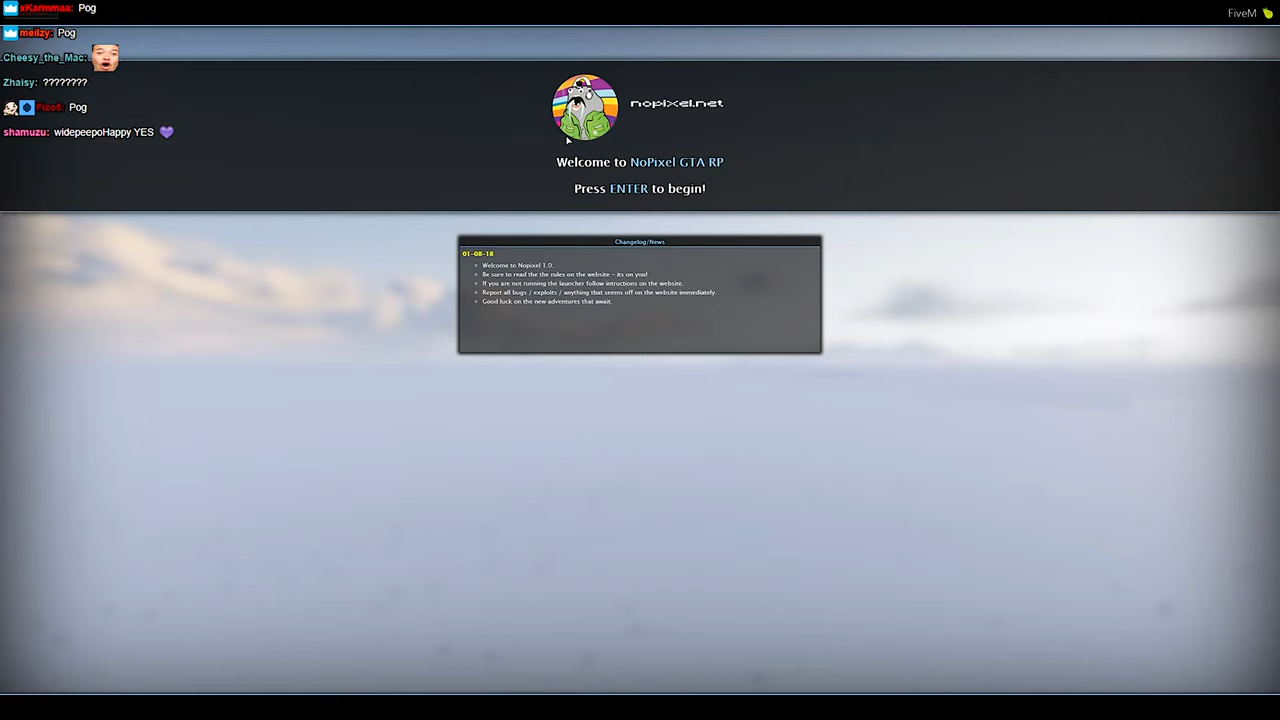 xKarmmaa: Pog
FiveM
meilzy: Pog
Cheesy_the_Mac:
Zhaisy: ????????
Fizo8: Pog
shamuzu: widepeepoHappy YES
nopixel.net
Welcome to NoPixel GTA RP
Press ENTER to begin!
Changelog/News
01-08-18
Welcome to Nopixel 1.0.
Be sure to read the the rules on the website - its on you!
If you are not running the launcher follow intructions on the website.
Report all bugs / exploits / anything that seems off on the website immediately.
Good luck on the new adventures that await.